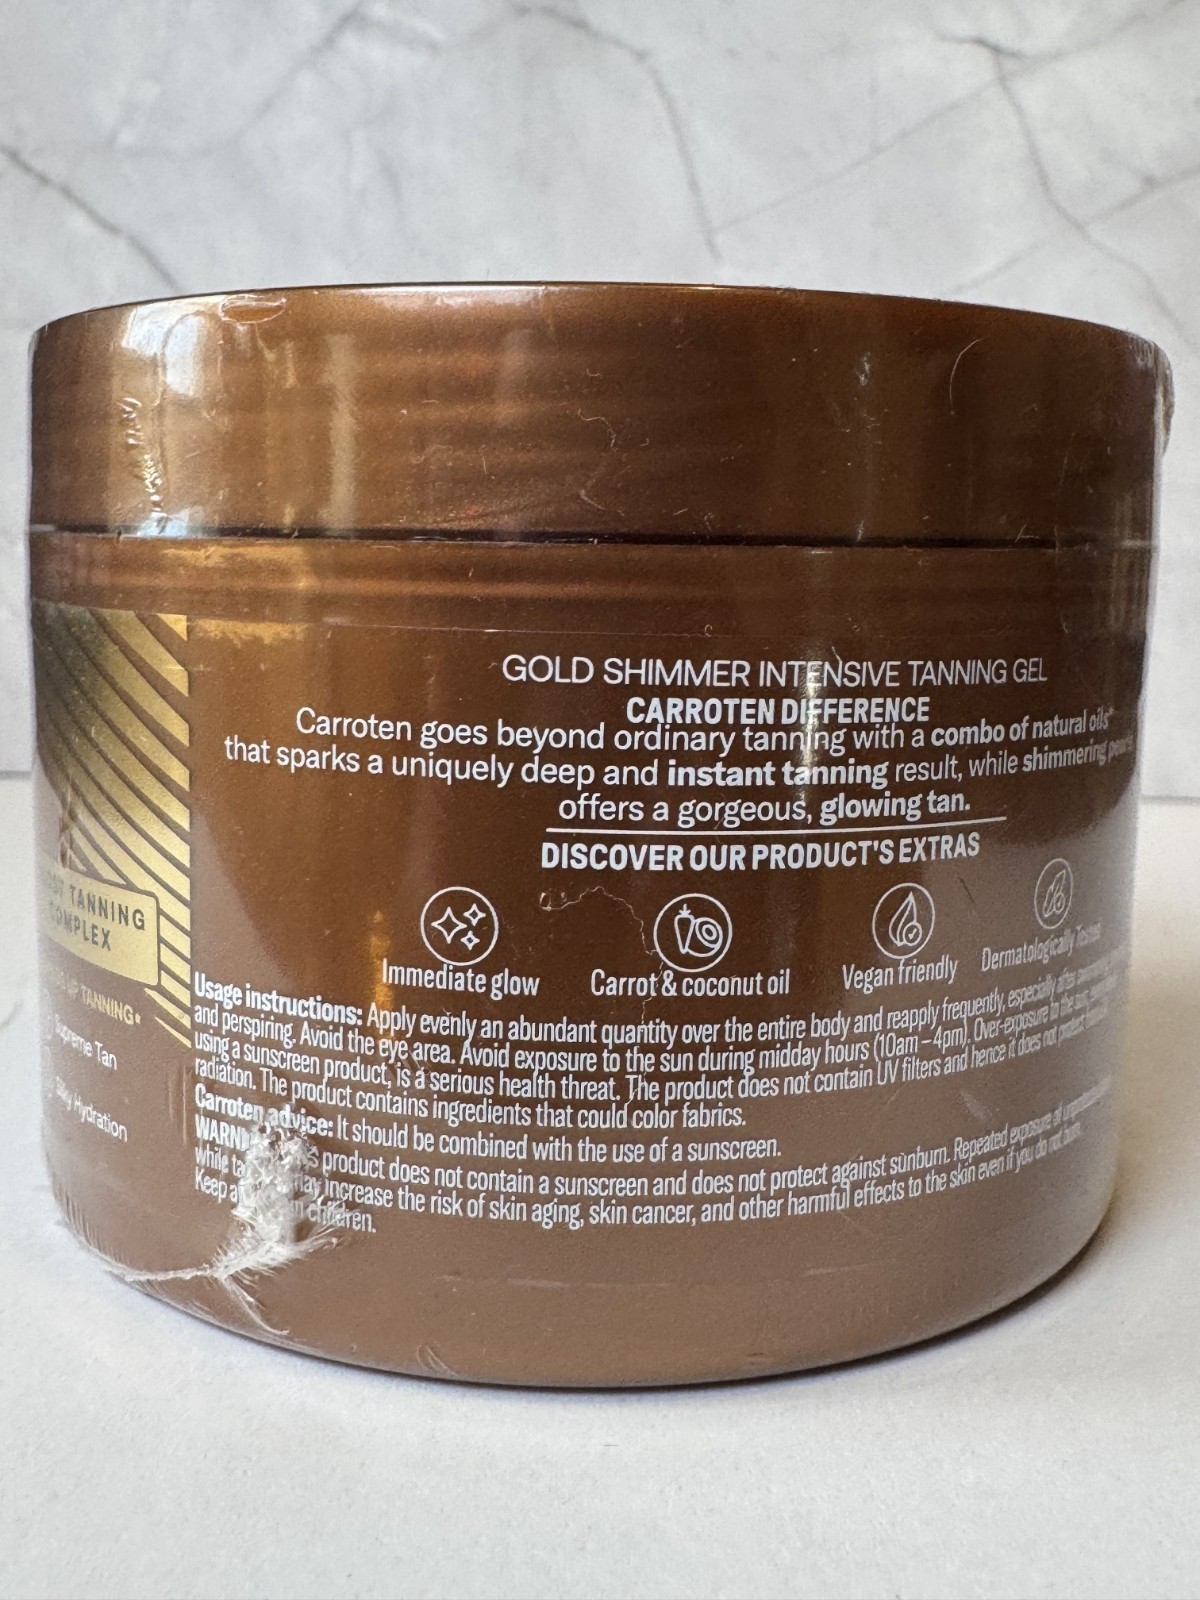 GOLD SHIMMER INTENSIVE TANNING GEL
CARROTEN DIFFERENCE
Carroten goes beyond ordinary tanning with a combo of natural oils*
that sparks a uniquely deep and instant tanning result, while shimmering
offers a gorgeous, glowing tan.
DISCOVER OUR PRODUCT'S EXTRAS
Immediate glow
Carrot & coconut oil
Vegan friendly
Dermatologically Tested
Usage instructions: Apply evenly an abundant quantity over the entire body and reapply frequently, especially after
and perspiring. Avoid the eye area. Avoid exposure to the sun during midday hours (10am–4pm). Over-exposure to the sun,
using a sunscreen product, is a serious health threat. The product does not contain UV filters and hence it does not protect
radiation. The product contains ingredients that could color fabrics.
Carroten advice: It should be combined with the use of a sunscreen.
product does not contain a sunscreen and does not protect against sunburn. Repeated exposure of
while may increase the risk of skin aging, skin cancer, and other harmful effects to the skin even if you do not burn.
Keep children.
TANNING
COMPLEX
UP TANNING*
Supreme Tan
Silky Hydration